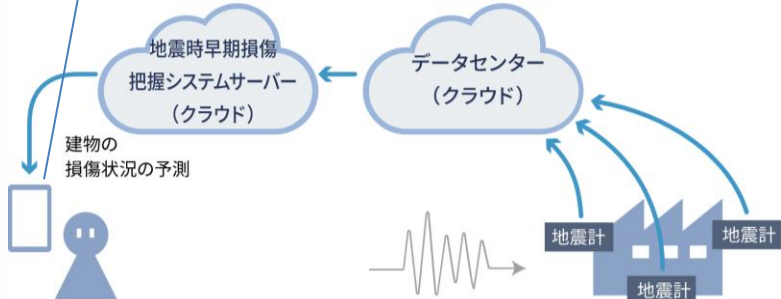 地震時早期損傷
把握システムサーバー
（クラウド）
データセンター
（クラウド）
建物の
損傷状況の予測
地震計
地震計
地震計